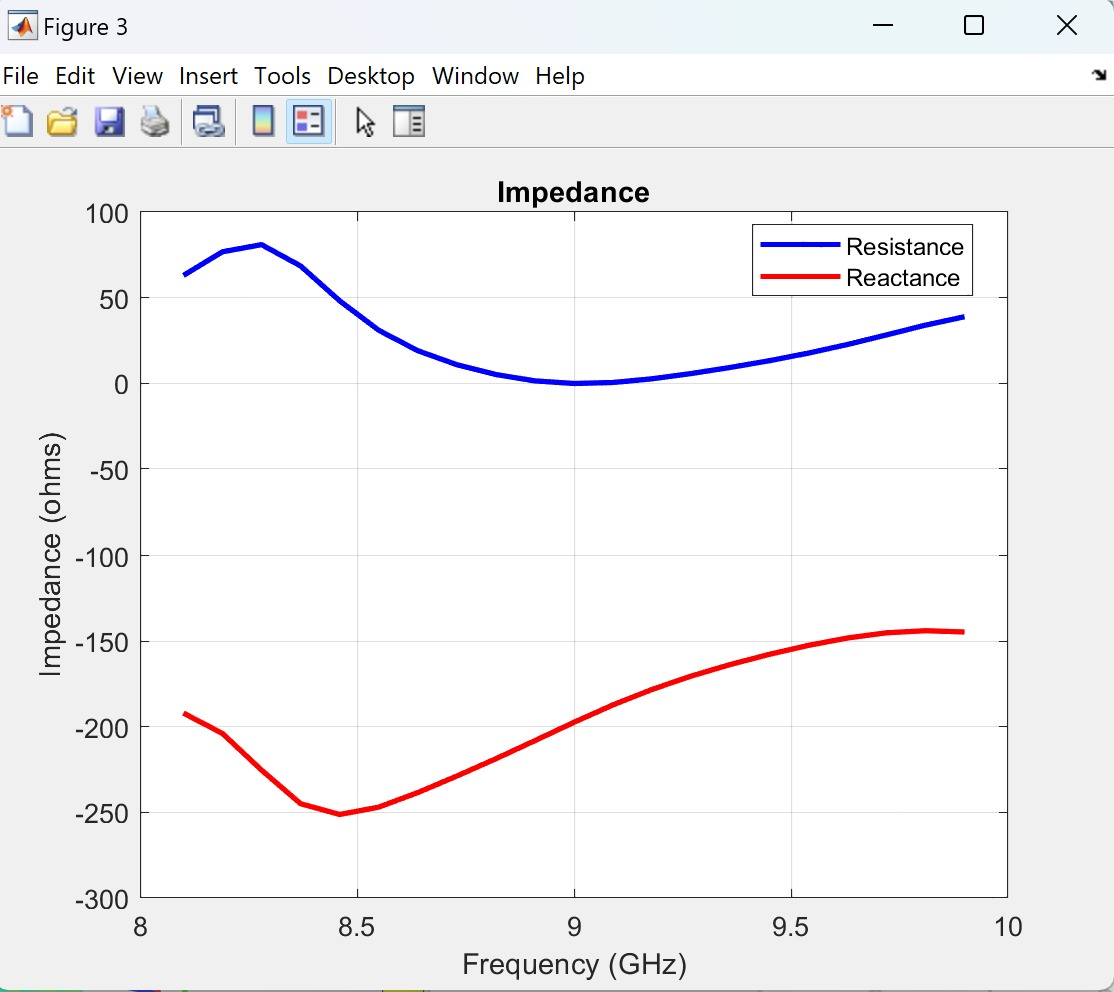 Figure 3
File Edit View Insert Tools Desktop Window Help
Impedance
100
50
0
-50
-100
-150
-200
-250
-300
Impedance (ohms)
Resistance
Reactance
8 8.5 9 9.5 10
Frequency (GHz)